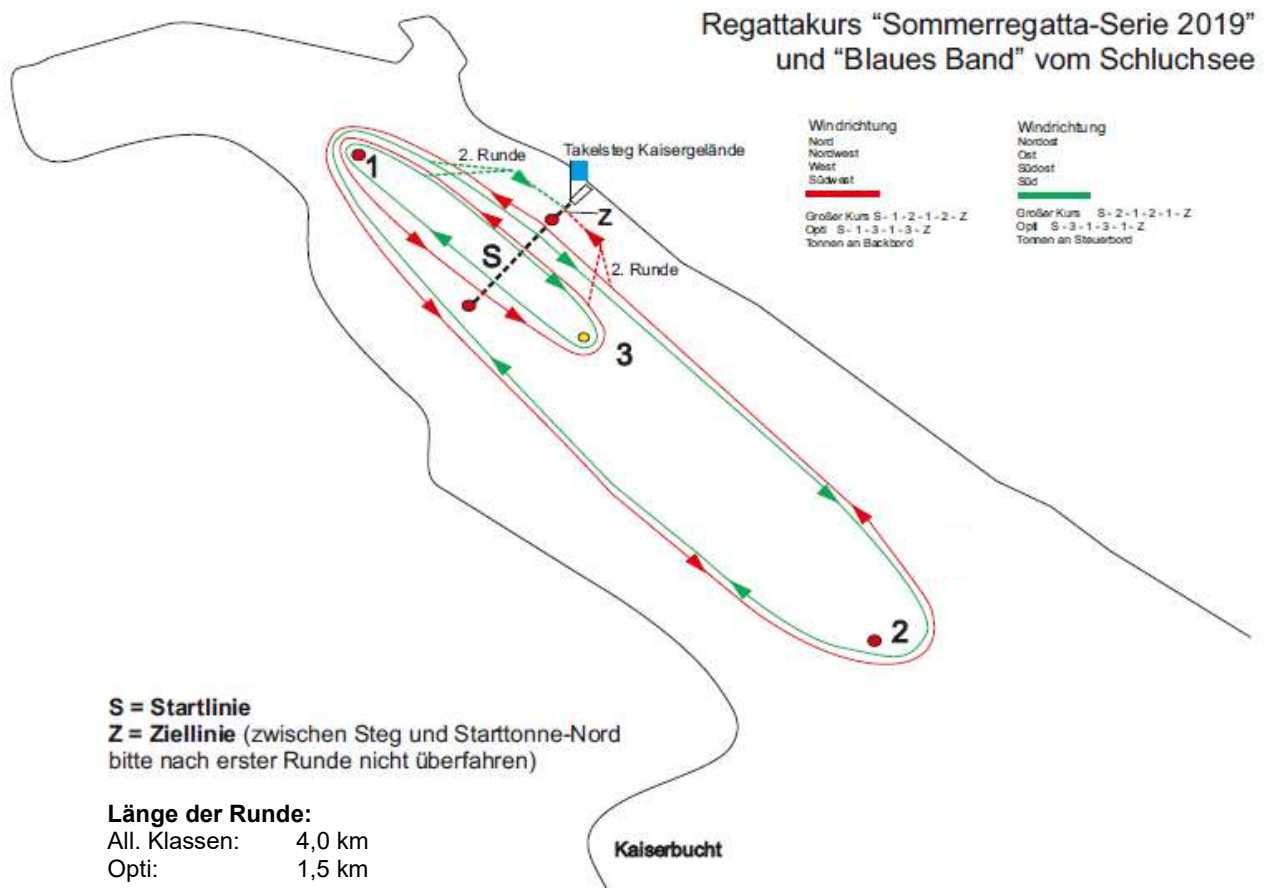 Regattakurs “Sommerregatta-Serie 2019”
und “Blaues Band” vom Schluchsee
Windrichtung
Nord
Nordwest
West
Südwest
Großer Kurs S - 1 - 2 - 1 - 2 - Z
Opti S - 1 - 3 - 1 - 3 - Z
Tonnen an Backbord
Windrichtung
Nordost
Ost
Südost
Süd
Großer Kurs S - 2 - 1 - 2 - 1 - Z
Opti S - 3 - 1 - 3 - 1 - Z
Tonnen an Steuerbord
2. Runde
Takelsteg Kaisergelände
1
Z
S
2. Runde
3
2
S = Startlinie
Z = Ziellinie (zwischen Steg und Starttonne-Nord
bitte nach erster Runde nicht überfahren)
Länge der Runde:
All. Klassen: 4,0 km
Opti: 1,5 km
Kaiserbucht